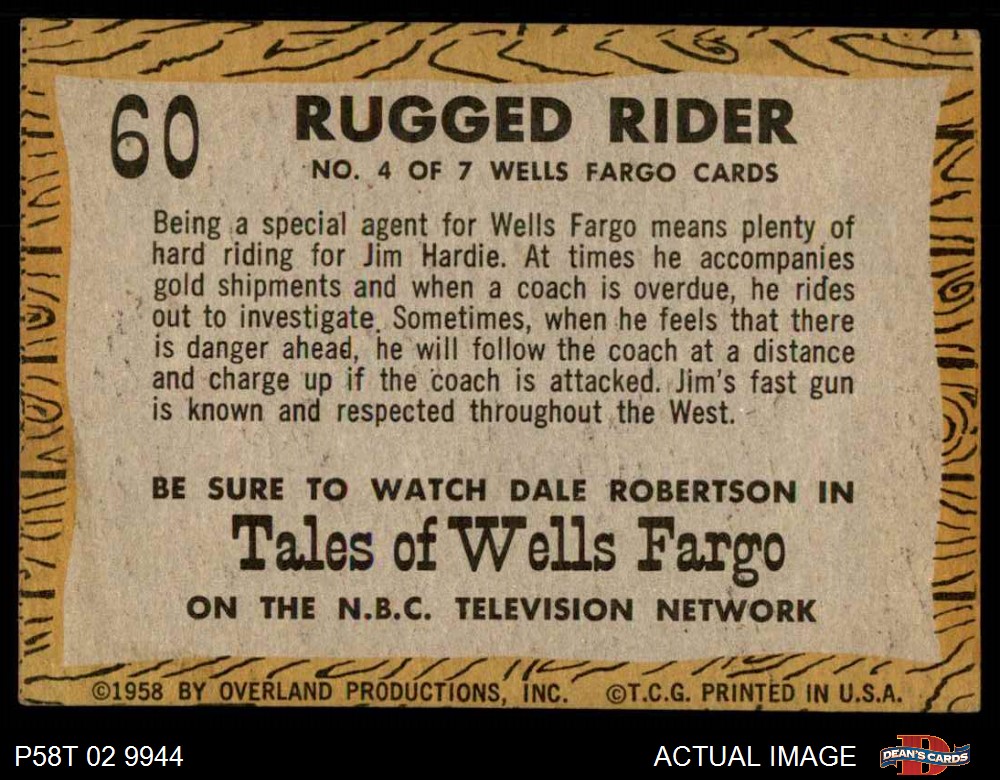 60
RUGGED RIDER
NO. 4 OF 7 WELLS FARGO CARDS
Being a special agent for Wells Fargo means plenty of
hard riding for Jim Hardie. At times he accompanies
gold shipments and when a coach is overdue, he rides
out to investigate. Sometimes, when he feels that there
is danger ahead, he will follow the coach at a distance
and charge up if the coach is attacked. Jim's fast gun
is known and respected throughout the West.
BE SURE TO WATCH DALE ROBERTSON IN
Tales of Wells Fargo
ON THE N.B.C. TELEVISION NETWORK
©1958 BY OVERLAND PRODUCTIONS, INC. ©T.C.G. PRINTED IN U.S.A.
P58T 02 9944 ACTUAL IMAGE D DEAN'S CARDS